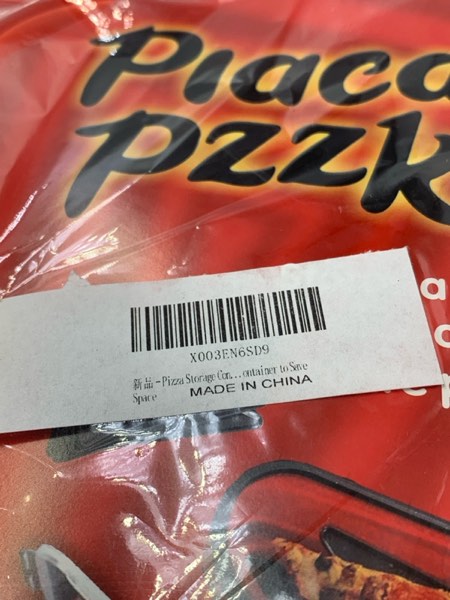 Piaca
Pzzk
a
X003EN6SD9
新品 - Pizza Storage Con... ontainer to Save
Space
MADE IN CHINA